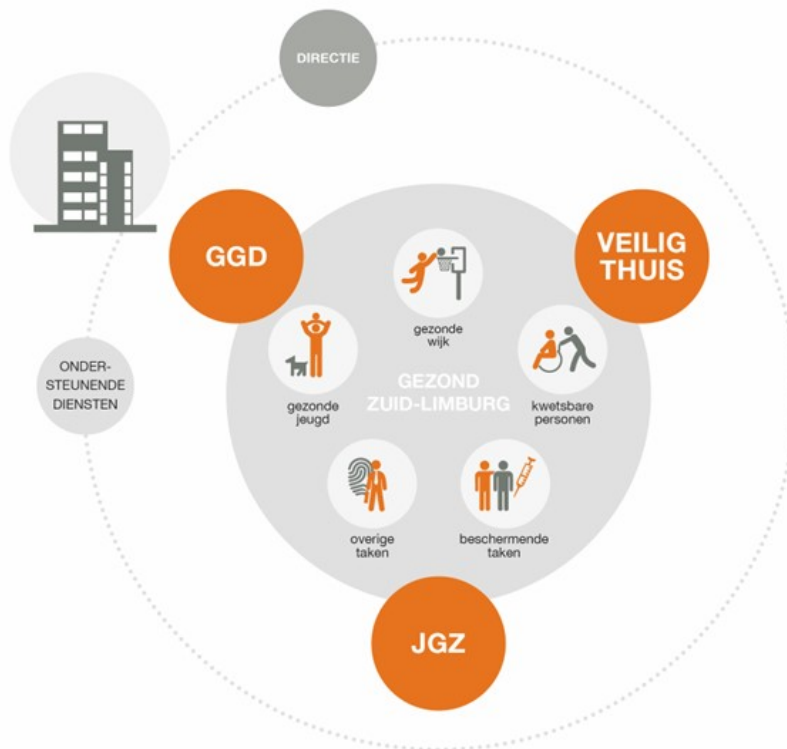 DIRECTIE
GGD
VEILIG
THUIS
gezonde
wijk
ONDER-
STEUNENDE
DIENSTEN
gezonde
jeugd
GEZOND
ZUID-LIMBURG
kwetsbare
personen
overige
taken
beschermende
taken
JGZ